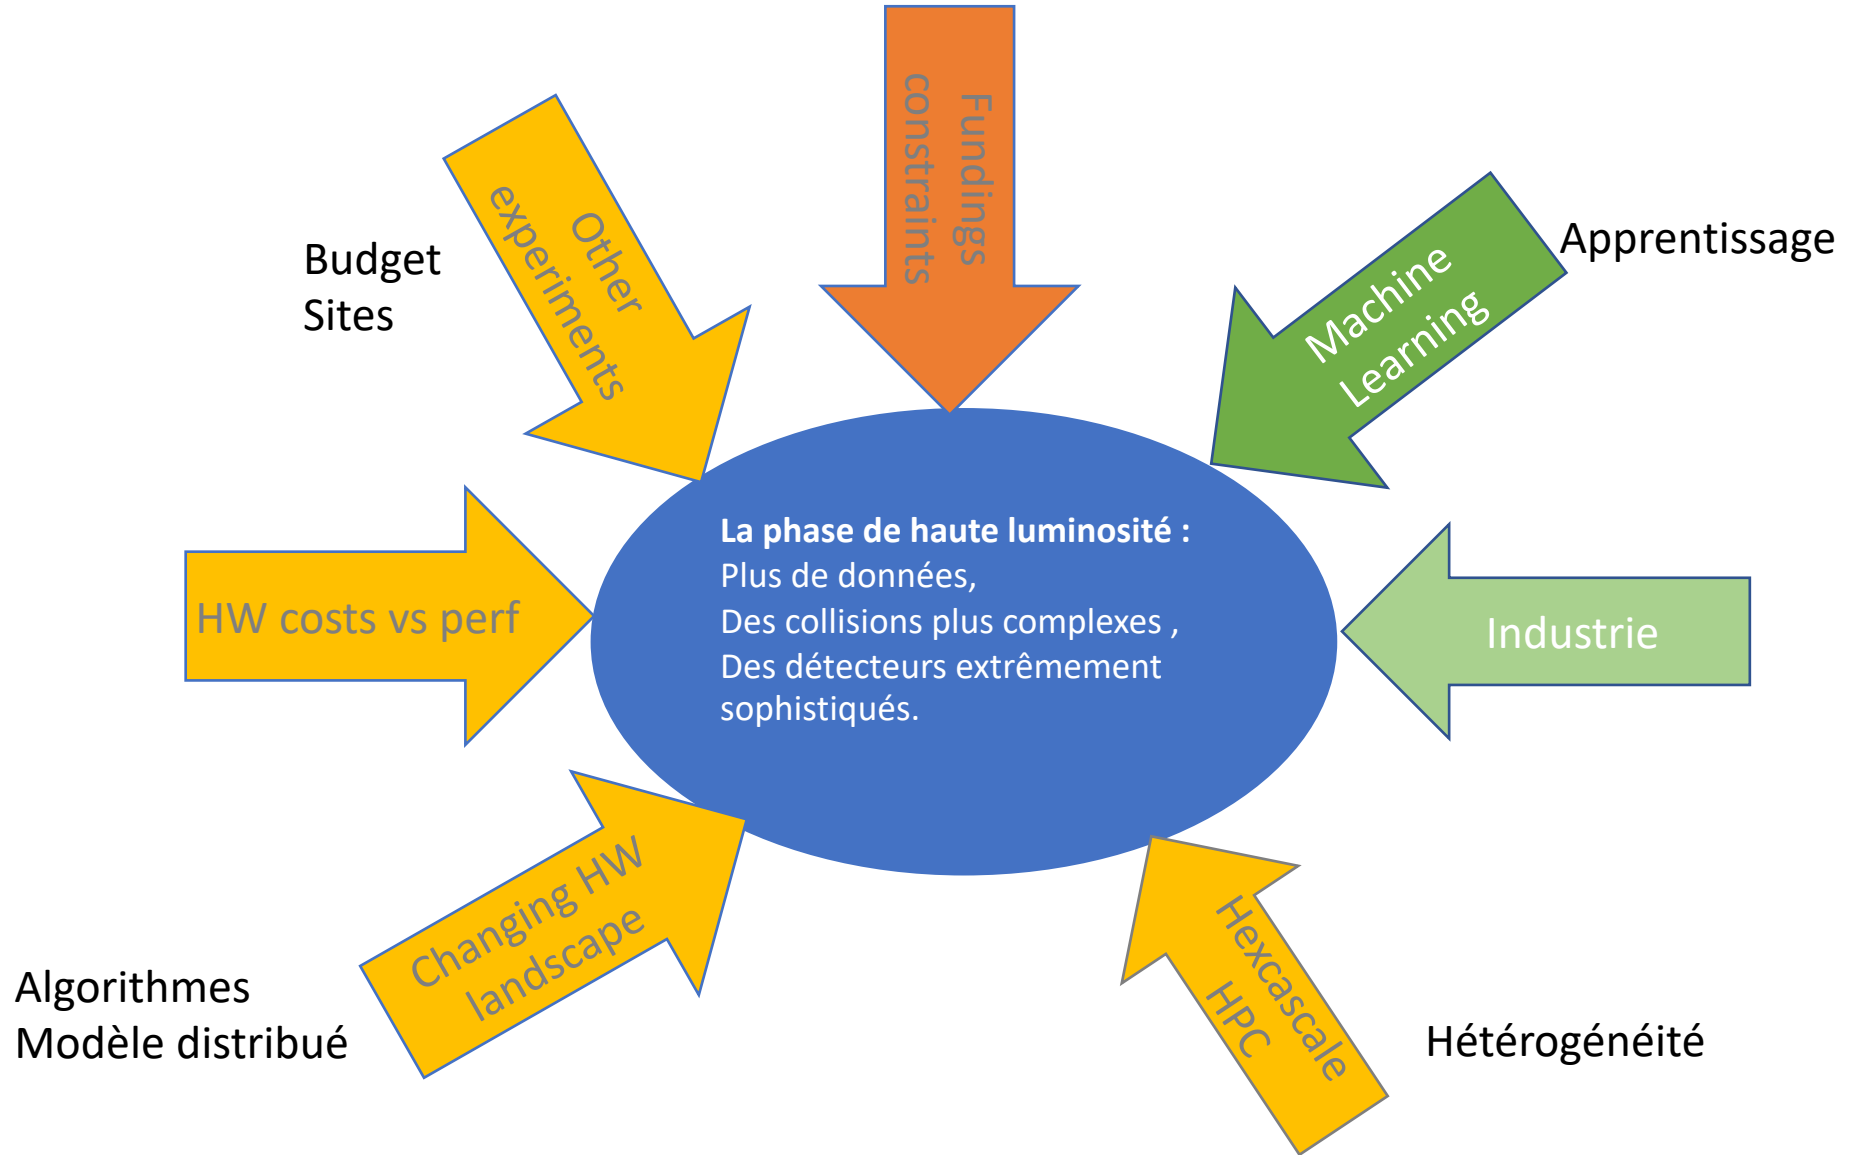 Fundings
constraints
Other
experiments
Budget
Sites
Machine
Learning
Apprentissage
HW costs vs perf
La phase de haute luminosité :
Plus de données,
Des collisions plus complexes ,
Des détecteurs extrêmement
sophistiqués.
Industrie
Changing HW
landscape
Algorithmes
Modèle distribué
Hexcascale
HPC
Hétérogénéité